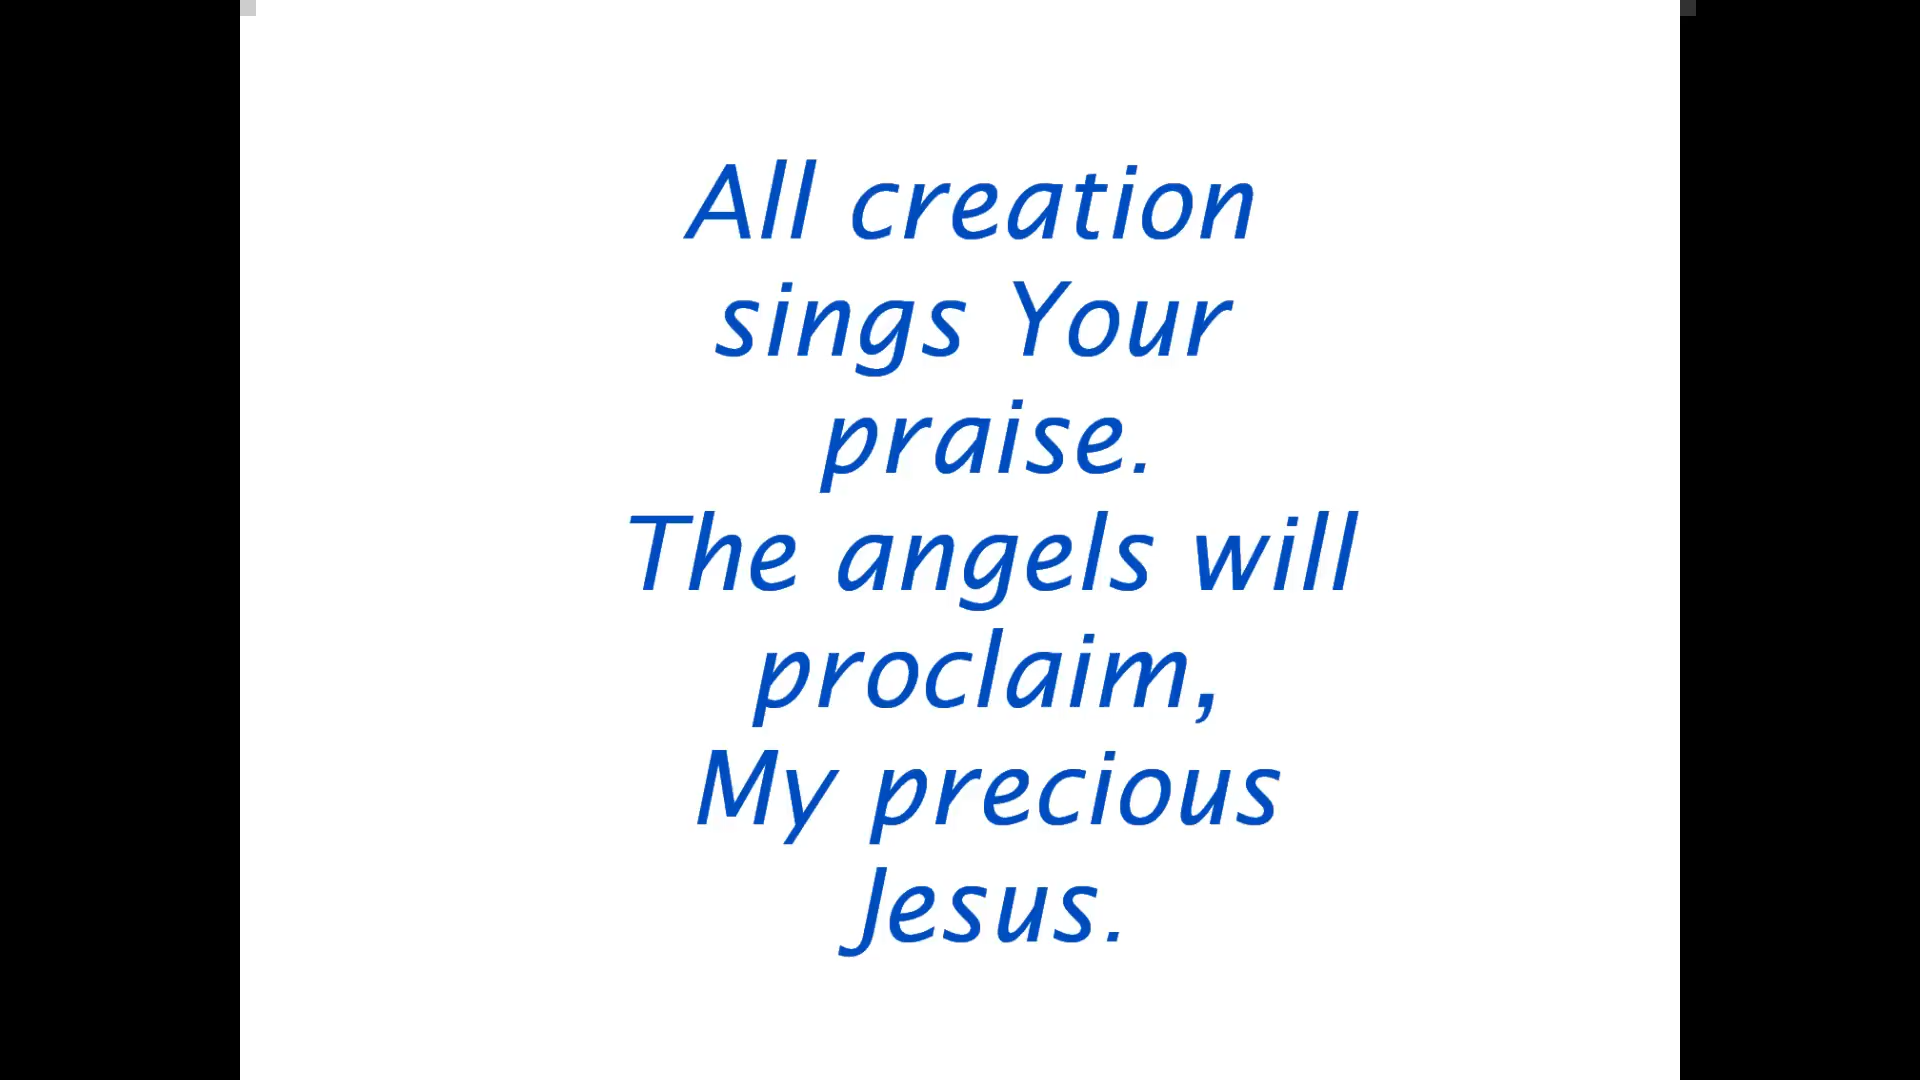 All creation
sings Your
praise.
The angels will
proclaim,
My precious
Jesus.